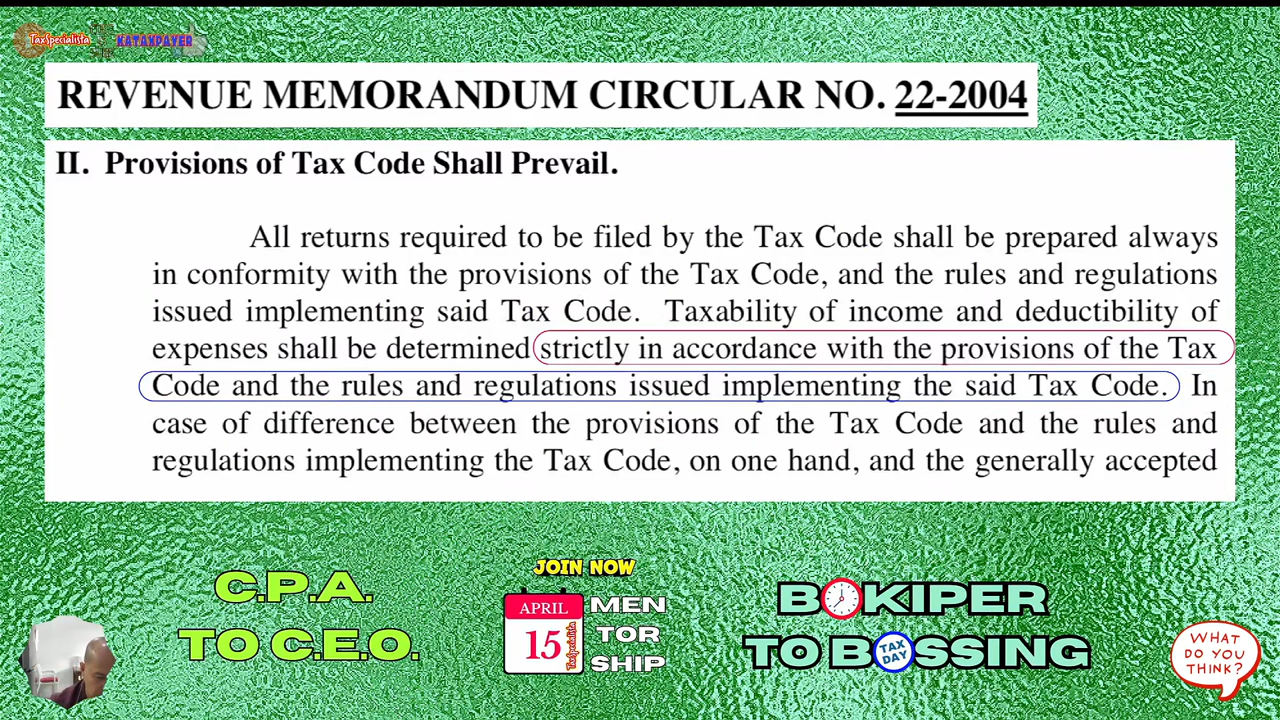 TaxSpecialista
KATAXPAYER
REVENUE MEMORANDUM CIRCULAR NO. 22-2004
II. Provisions of Tax Code Shall Prevail.
All returns required to be filed by the Tax Code shall be prepared always
in conformity with the provisions of the Tax Code, and the rules and regulations
issued implementing said Tax Code. Taxability of income and deductibility of
expenses shall be determined strictly in accordance with the provisions of the Tax
Code and the rules and regulations issued implementing the said Tax Code. In
case of difference between the provisions of the Tax Code and the rules and
regulations implementing the Tax Code, on one hand, and the generally accepted
C.P.A.
TO C.E.O.
JOIN NOW
APRIL
15
TaxSpecialista
MEN
TOR
SHIP
BOKIPER
TO BOSSING
TAX
DAY
WHAT
DO YOU
THINK?